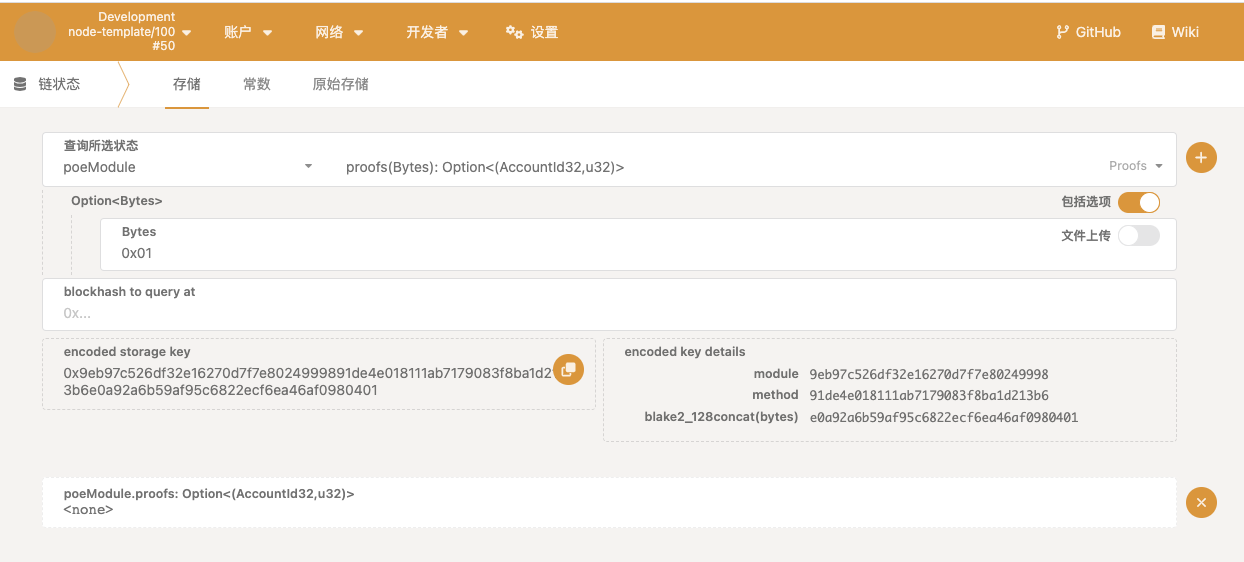 Development
node-template/100
#50
账户
网络
开发者
设置
GitHub
Wiki
链状态
存储
常数
原始存储
查询所选状态
poeModule
proofs(Bytes): Option<(AccountId32,u32)>
Proofs
Option<Bytes>
包括选项
Bytes
0x01
文件上传
blockhash to query at
0x...
encoded storage key
0x9eb97c526df32e16270d7f7e8024999891de4e018111ab7179083f8ba1d2
3b6e0a92a6b59af95c6822ecf6ea46af0980401
encoded key details
module 9eb97c526df32e16270d7f7e80249998
method 91de4e018111ab7179083f8ba1d213b6
blake2_128concat(bytes) e0a92a6b59af95c6822ecf6ea46af0980401
poeModule.proofs: Option<(AccountId32,u32)>
<none>